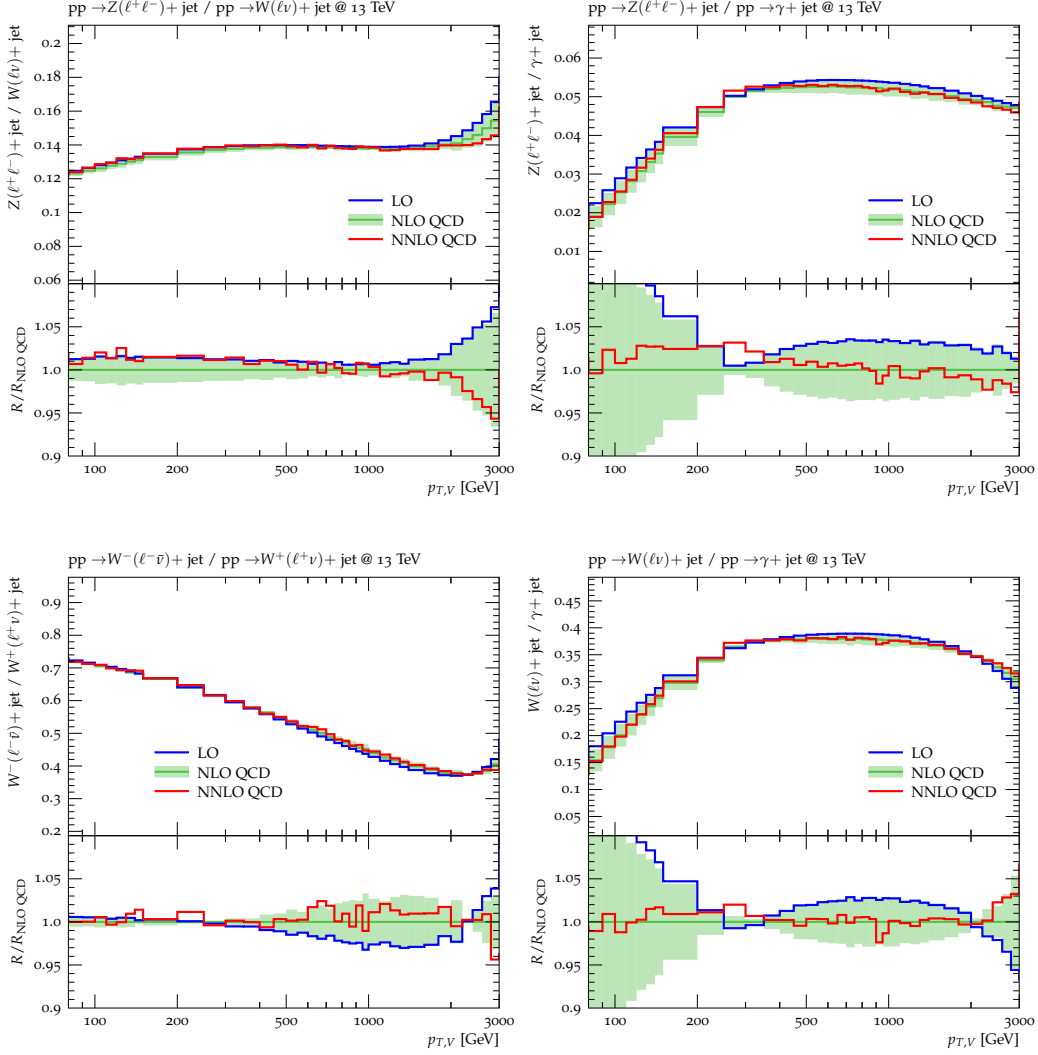 pp →Z(ℓ⁺ℓ⁻)+ jet / pp →W(ℓν)+ jet @ 13 TeV
Z(ℓ⁺ℓ⁻)+ jet / W(ℓν)+ jet
0.2
0.18
0.16
0.14
0.12
0.1
0.08
0.06
LO
NLO QCD
NNLO QCD
R/R_NLO QCD
1.05
1.0
0.95
0.9
100 200 500 1000 3000
p_{T,V} [GeV]
pp →Z(ℓ⁺ℓ⁻)+ jet / pp →γ+ jet @ 13 TeV
Z(ℓ⁺ℓ⁻)+ jet / γ+ jet
0.06
0.05
0.04
0.03
0.02
0.01
LO
NLO QCD
NNLO QCD
R/R_NLO QCD
1.05
1.0
0.95
0.9
100 200 500 1000 3000
p_{T,V} [GeV]
pp →W⁻(ℓ⁻ν̄)+ jet / pp →W⁺(ℓ⁺ν)+ jet @ 13 TeV
W⁻(ℓ⁻ν̄)+ jet / W⁺(ℓ⁺ν)+ jet
0.9
0.8
0.7
0.6
0.5
0.4
0.3
0.2
LO
NLO QCD
NNLO QCD
R/R_NLO QCD
1.05
1.0
0.95
0.9
100 200 500 1000 3000
p_{T,V} [GeV]
pp →W(ℓν)+ jet / pp →γ+ jet @ 13 TeV
W(ℓν)+ jet / γ+ jet
0.45
0.4
0.35
0.3
0.25
0.2
0.15
0.1
0.05
LO
NLO QCD
NNLO QCD
R/R_NLO QCD
1.05
1.0
0.95
0.9
100 200 500 1000 3000
p_{T,V} [GeV]